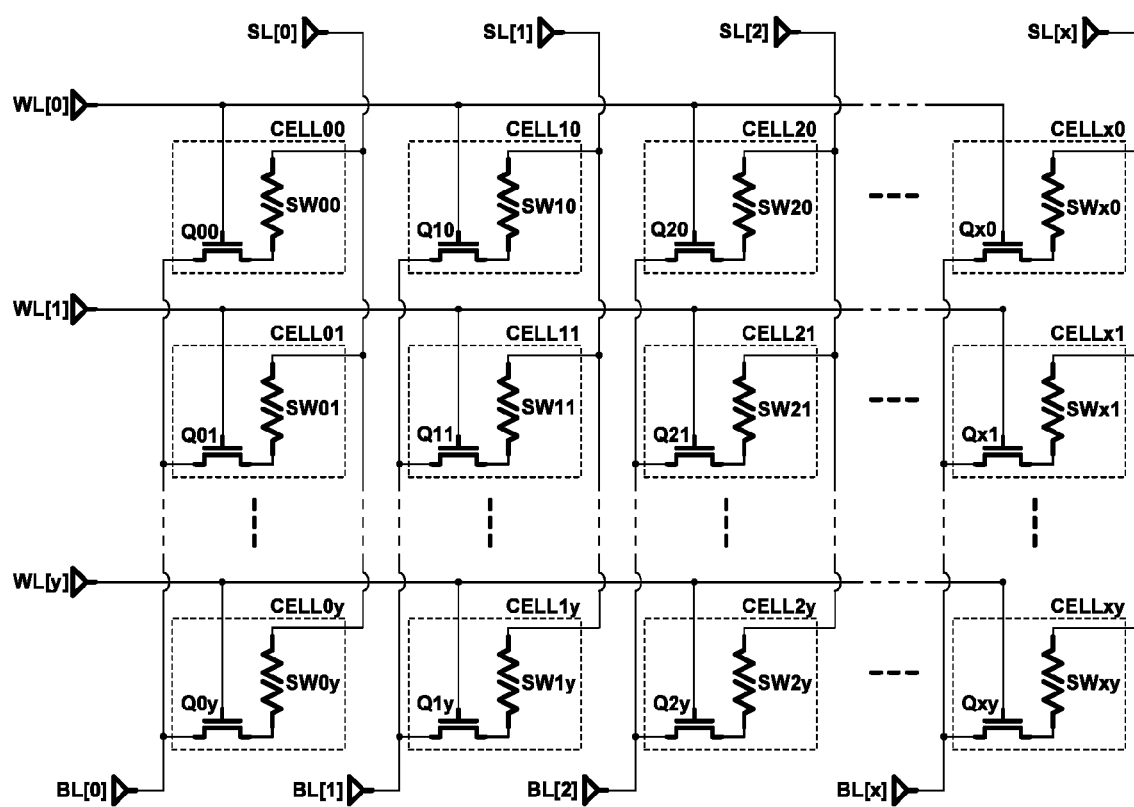 SL[0] SL[1] SL[2] SL[x]
WL[0]
CELL00 CELL10 CELL20 CELLx0
SW00 SW10 SW20 SWx0
Q00 Q10 Q20 Qx0
WL[1]
CELL01 CELL11 CELL21 CELLx1
SW01 SW11 SW21 SWx1
Q01 Q11 Q21 Qx1
WL[y]
CELL0y CELL1y CELL2y CELLxy
SW0y SW1y SW2y SWxy
Q0y Q1y Q2y Qxy
BL[0] BL[1] BL[2] BL[x]